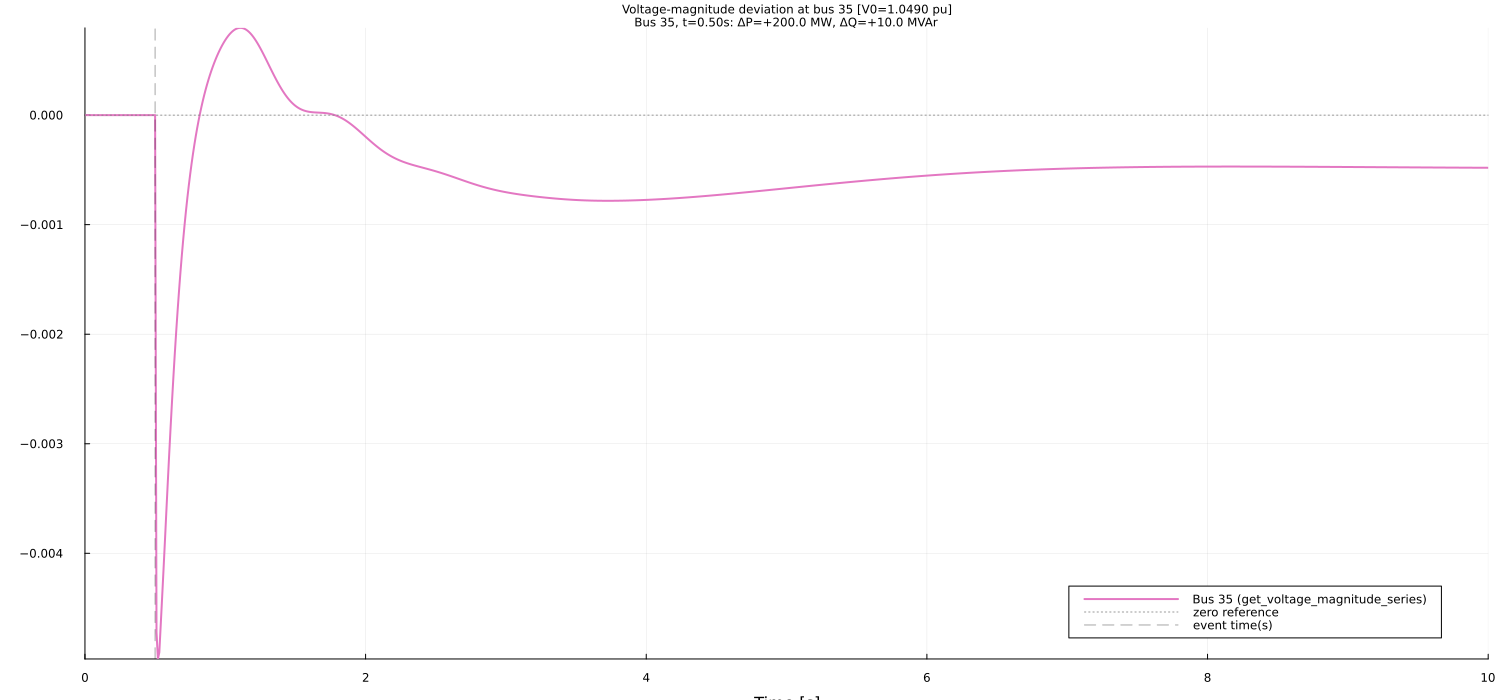 Voltage-magnitude deviation at bus 35 [V0=1.0490 pu]
Bus 35, t=0.50s: ΔP=+200.0 MW, ΔQ=+10.0 MVAr
0.000
−0.001
−0.002
−0.003
−0.004
Bus 35 (get_voltage_magnitude_series)
zero reference
event time(s)
0
2
4
6
8
10
Time [s]